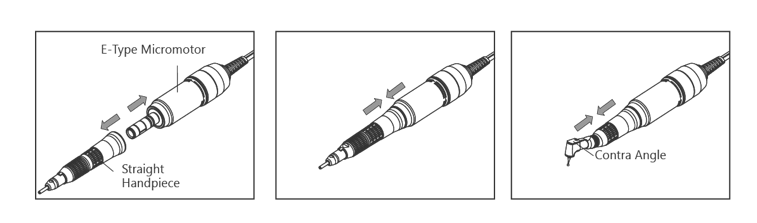 E-Type Micromotor
Straight
Handpiece
Contra Angle